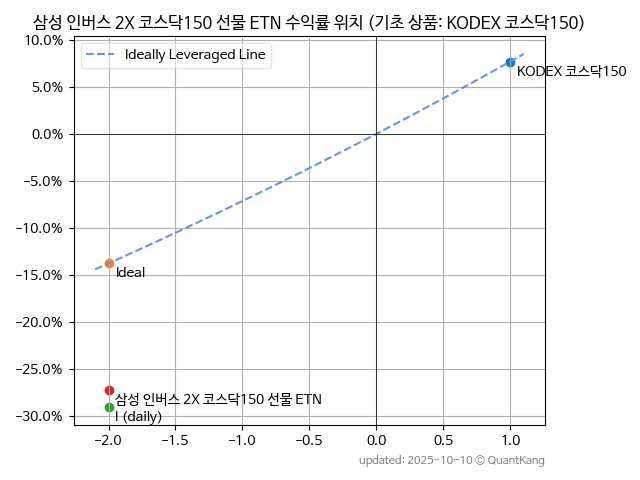 삼성 인버스 2X 코스닥150 선물 ETN 수익률 위치 (기초 상품: KODEX 코스닥150)
10.0%
5.0%
0.0%
−5.0%
−10.0%
−15.0%
−20.0%
−25.0%
−30.0%
Ideally Leveraged Line
KODEX 코스닥150
Ideal
삼성 인버스 2X 코스닥150 선물 ETN
l (daily)
−2.0 −1.5 −1.0 −0.5 0.0 0.5 1.0
updated: 2025-10-10 © QuantKang